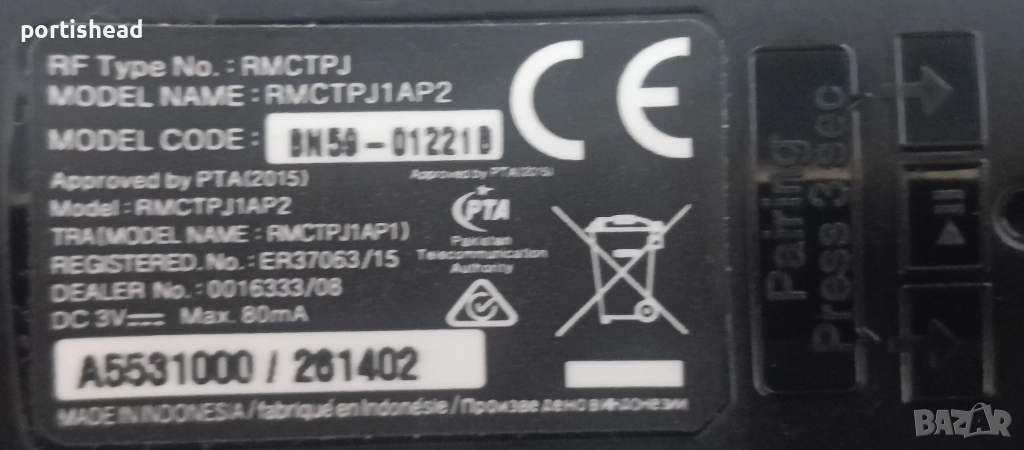 portishead
RF Type No. : RMCTPJ
MODEL NAME : RMCTPJ1AP2
MODEL CODE : BN59-01221B
Approved by PTA(2015)
Approved by PTA(2015)
Model : RMCTPJ1AP2
PTA
TRA(MODEL NAME : RMCTPJ1AP1)
Pakistan
Telecommunication
Authority
REGISTERED. No. : ER37063/15
DEALER No. : 0016333/08
DC 3V Max. 80mA
A5531000 / 261402
MADE IN INDONESIA / fabriqué en Indonésie / Произведено в индонезии
CE
Pairing
Press 3 sec
BAZAR